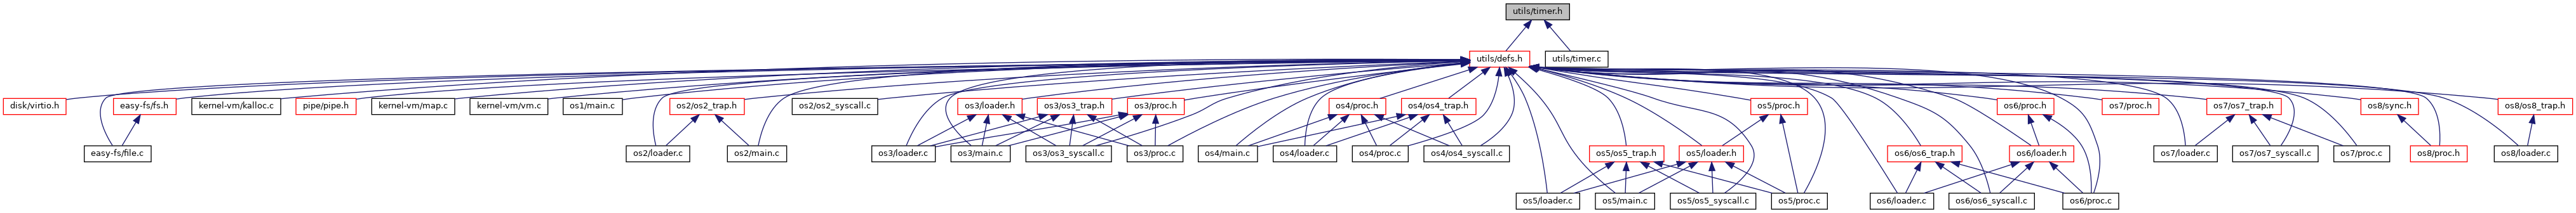 utils/timer.h
utils/defs.h
utils/timer.c
disk/virtio.h
easy-fs/fs.h
kernel-vm/kalloc.c
pipe/pipe.h
kernel-vm/map.c
kernel-vm/vm.c
os1/main.c
os2/os2_trap.h
os2/os2_syscall.c
os3/loader.h
os3/os3_trap.h
os3/proc.h
os4/proc.h
os4/os4_trap.h
os5/proc.h
os6/proc.h
os7/proc.h
os7/os7_trap.h
os8/sync.h
os8/os8_trap.h
easy-fs/file.c
os2/loader.c
os2/main.c
os3/loader.c
os3/main.c
os3/os3_syscall.c
os3/proc.c
os4/main.c
os4/loader.c
os4/proc.c
os4/os4_syscall.c
os5/os5_trap.h
os5/loader.h
os6/os6_trap.h
os6/loader.h
os7/loader.c
os7/os7_syscall.c
os7/proc.c
os8/proc.h
os8/loader.c
os5/loader.c
os5/main.c
os5/os5_syscall.c
os5/proc.c
os6/loader.c
os6/os6_syscall.c
os6/proc.c